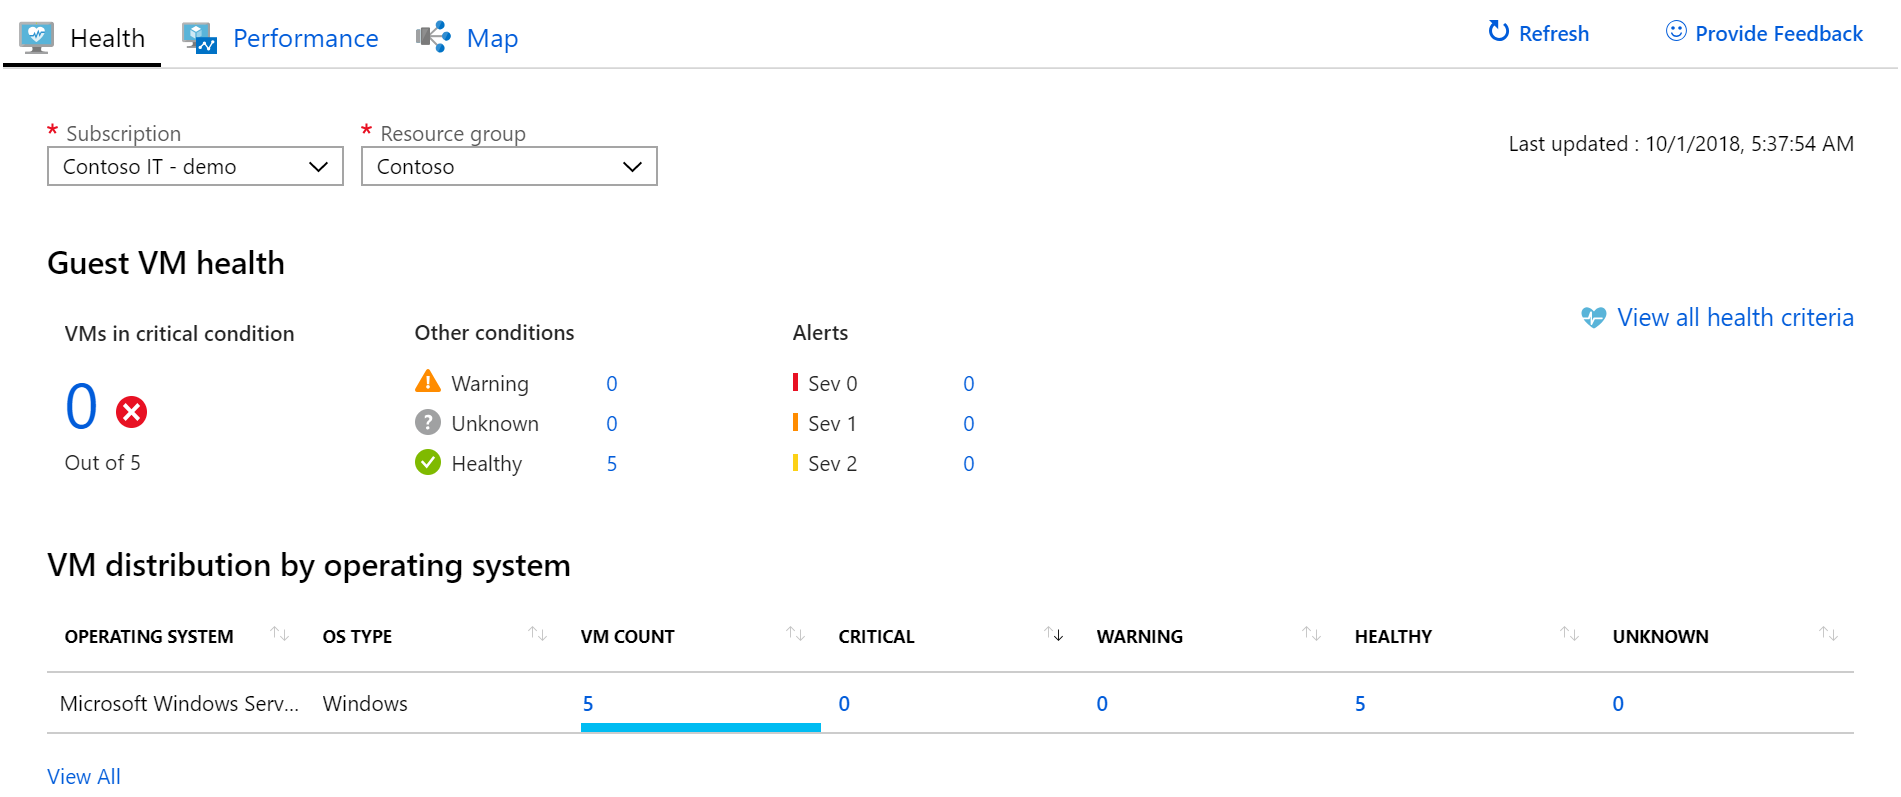 Health Performance Map Refresh Provide Feedback
* Subscription * Resource group
Contoso IT - demo Contoso
Last updated : 10/1/2018, 5:37:54 AM
Guest VM health
View all health criteria
VMs in critical condition
0
Out of 5
Other conditions
Warning 0
Unknown 0
Healthy 5
Alerts
Sev 0 0
Sev 1 0
Sev 2 0
VM distribution by operating system
OPERATING SYSTEM OS TYPE VM COUNT CRITICAL WARNING HEALTHY UNKNOWN
Microsoft Windows Serv... Windows 5 0 0 5 0
View All